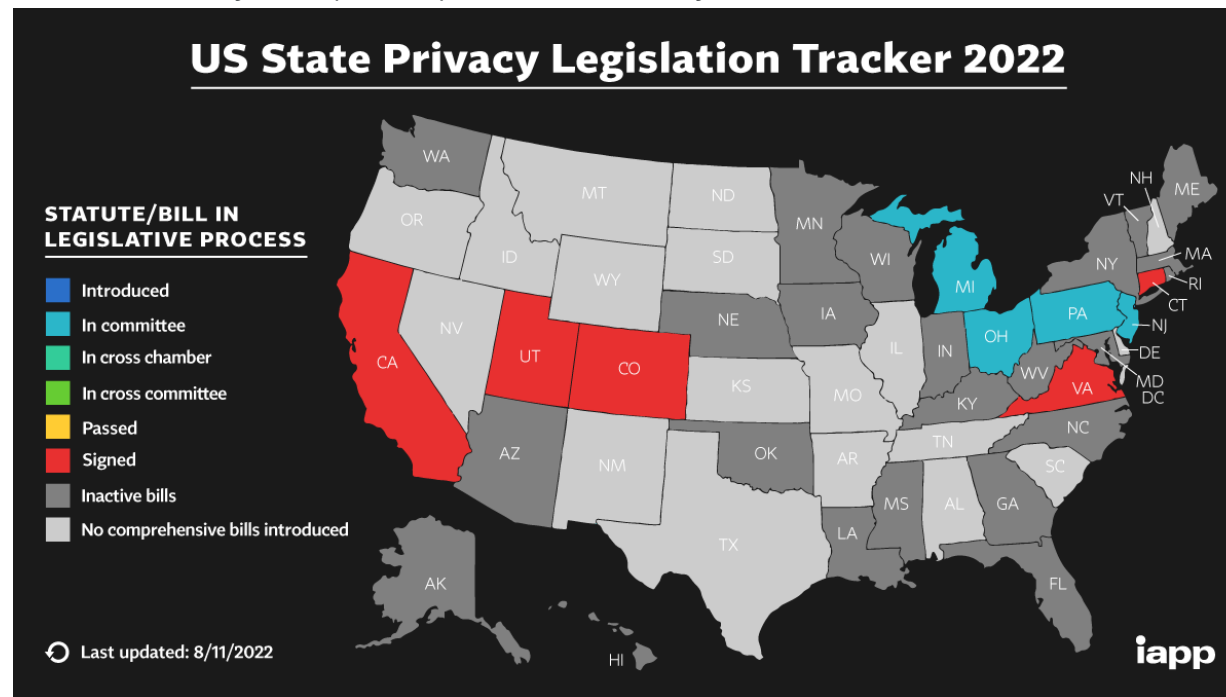 US State Privacy Legislation Tracker 2022
STATUTE/BILL IN
LEGISLATIVE PROCESS
Introduced
In committee
In cross chamber
In cross committee
Passed
Signed
Inactive bills
No comprehensive bills introduced
WA
OR
CA
NV
ID
MT
WY
UT
CO
AZ
NM
ND
SD
NE
KS
OK
TX
MN
IA
MO
AR
LA
WI
IL
MI
IN
OH
KY
TN
MS
AL
GA
FL
SC
NC
VA
WV
PA
NY
VT
NH
ME
MA
RI
CT
NJ
DE
MD
DC
AK
HI
Last updated: 8/11/2022
iapp